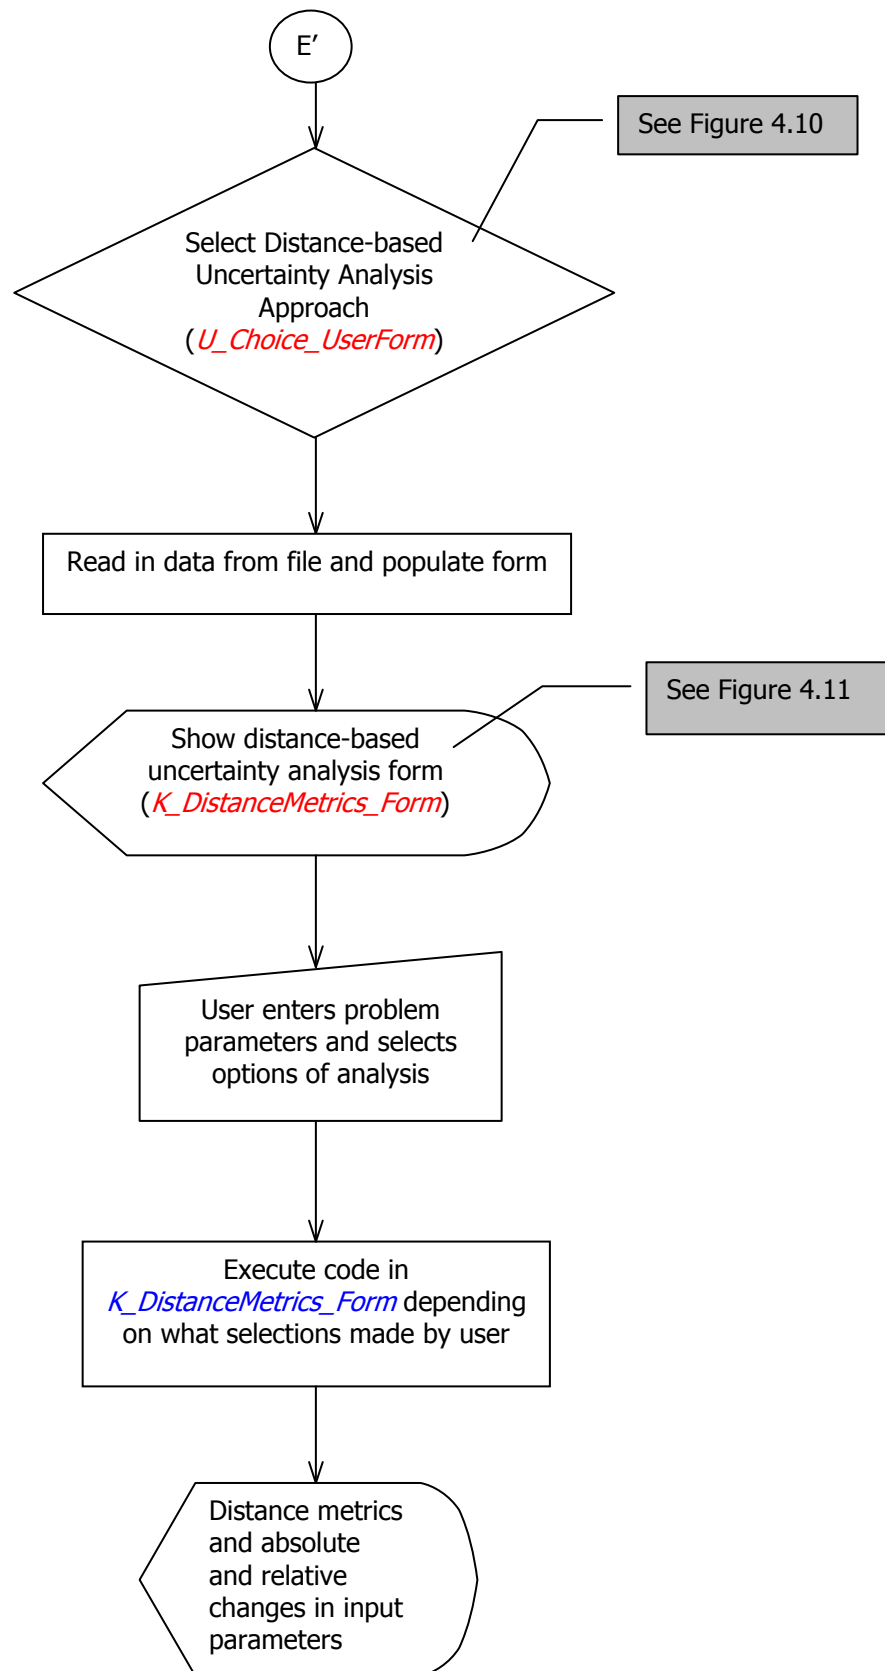 E′
See Figure 4.10
Select Distance-based
Uncertainty Analysis
Approach
(U_Choice_UserForm)
Read in data from file and populate form
See Figure 4.11
Show distance-based
uncertainty analysis form
(K_DistanceMetrics_Form)
User enters problem
parameters and selects
options of analysis
Execute code in
K_DistanceMetrics_Form depending
on what selections made by user
Distance metrics
and absolute
and relative
changes in input
parameters